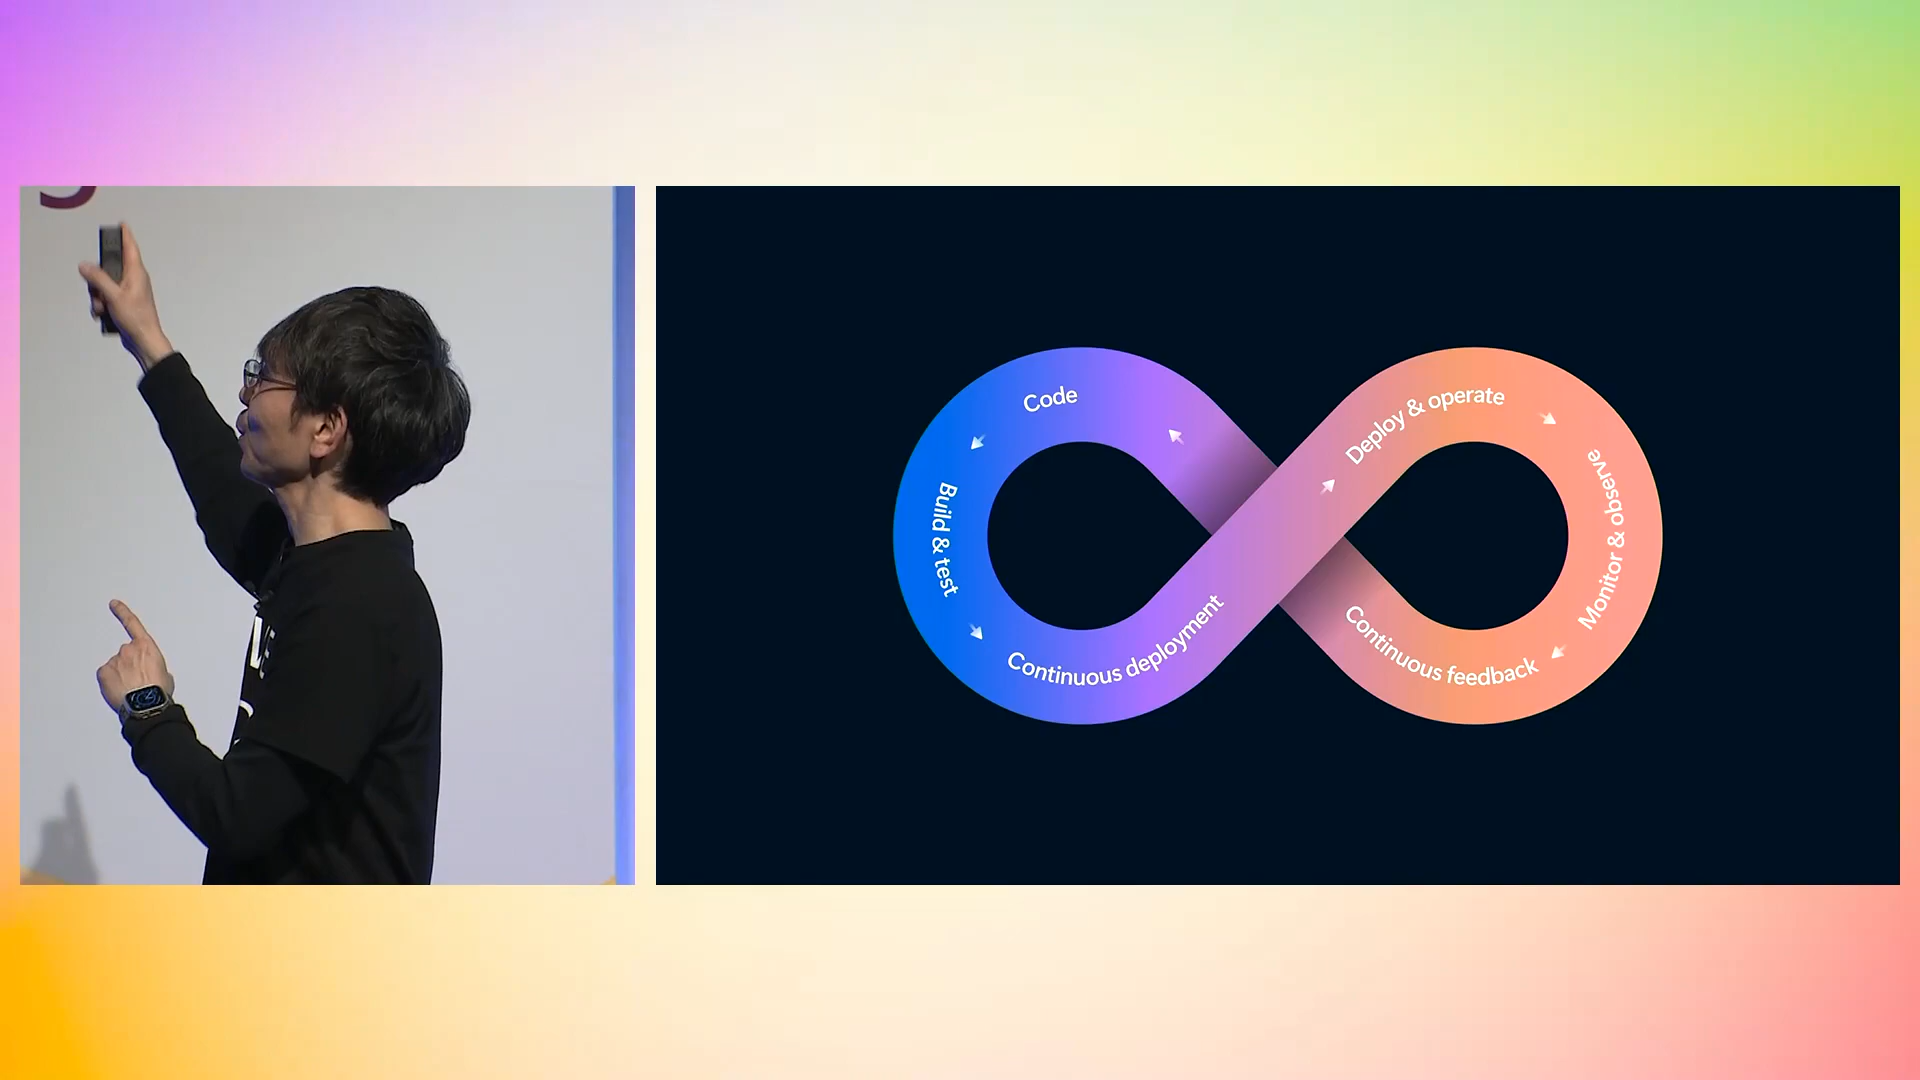 Code
Build & test
Continuous deployment
Deploy & operate
Monitor & observe
Continuous feedback